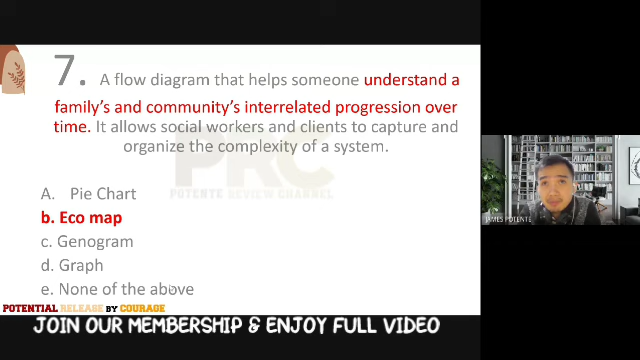 7. A flow diagram that helps someone understand a
family's and community's interrelated progression over
time. It allows social workers and clients to capture and
organize the complexity of a system.
PRC
POTENTE REVIEW CHANNEL
A. Pie Chart
b. Eco map
c. Genogram
d. Graph
e. None of the above
JAMES POTENTE
POTENTIAL RELEASE BY COURAGE
JOIN OUR MEMBERSHIP & ENJOY FULL VIDEO